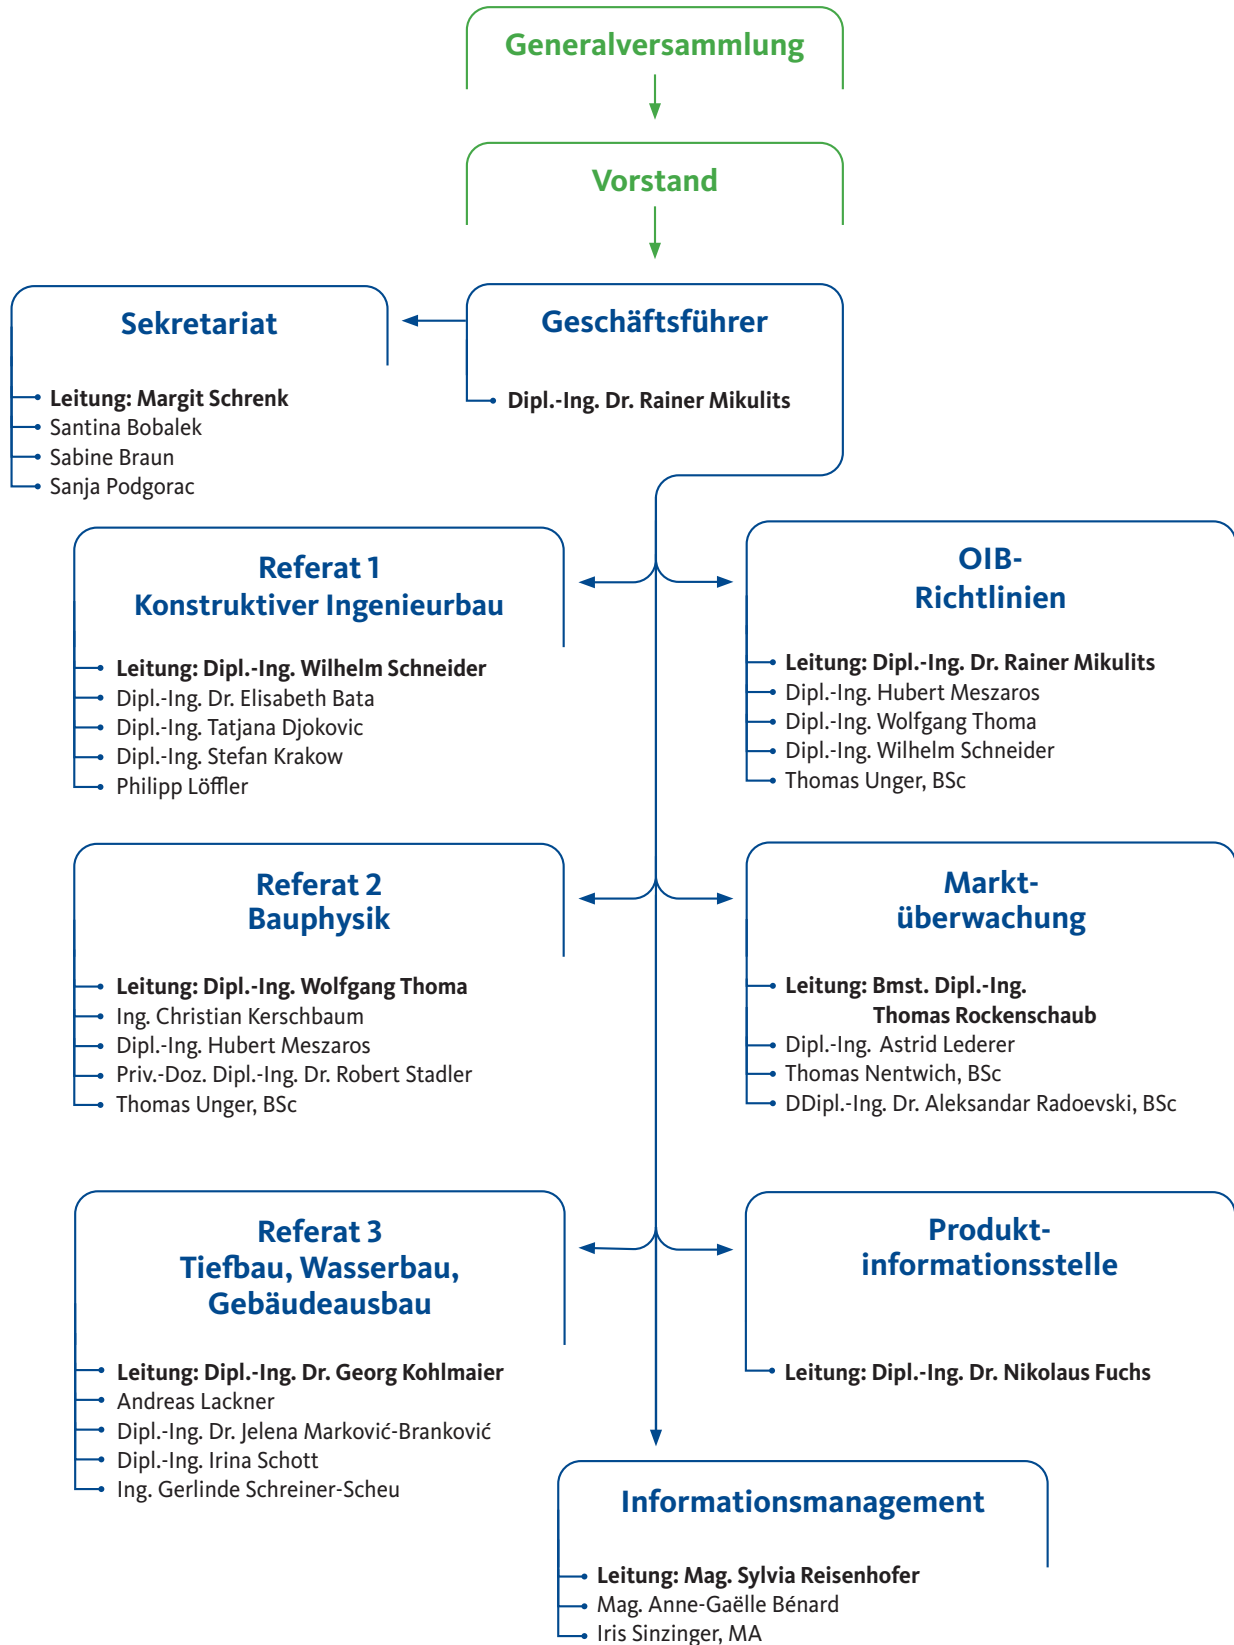 Generalversammlung
Vorstand
Sekretariat
Leitung: Margit Schrenk
Santina Bobalek
Sabine Braun
Sanja Podgorac
Geschäftsführer
Dipl.-Ing. Dr. Rainer Mikulits
Referat 1
Konstruktiver Ingenieurbau
Leitung: Dipl.-Ing. Wilhelm Schneider
Dipl.-Ing. Dr. Elisabeth Bata
Dipl.-Ing. Tatjana Djokovic
Dipl.-Ing. Stefan Krakow
Philipp Löffler
OIB-
Richtlinien
Leitung: Dipl.-Ing. Dr. Rainer Mikulits
Dipl.-Ing. Hubert Meszaros
Dipl.-Ing. Wolfgang Thoma
Dipl.-Ing. Wilhelm Schneider
Thomas Unger, BSc
Referat 2
Bauphysik
Leitung: Dipl.-Ing. Wolfgang Thoma
Ing. Christian Kerschbaum
Dipl.-Ing. Hubert Meszaros
Priv.-Doz. Dipl.-Ing. Dr. Robert Stadler
Thomas Unger, BSc
Markt-
überwachung
Leitung: Bmst. Dipl.-Ing.
Thomas Rockenschaub
Dipl.-Ing. Astrid Lederer
Thomas Nentwich, BSc
DDipl.-Ing. Dr. Aleksandar Radoevski, BSc
Referat 3
Tiefbau, Wasserbau,
Gebäudeausbau
Leitung: Dipl.-Ing. Dr. Georg Kohlmaier
Andreas Lackner
Dipl.-Ing. Dr. Jelena Marković-Branković
Dipl.-Ing. Irina Schott
Ing. Gerlinde Schreiner-Scheu
Produkt-
informationsstelle
Leitung: Dipl.-Ing. Dr. Nikolaus Fuchs
Informationsmanagement
Leitung: Mag. Sylvia Reisenhofer
Mag. Anne-Gaëlle Bénard
Iris Sinzinger, MA